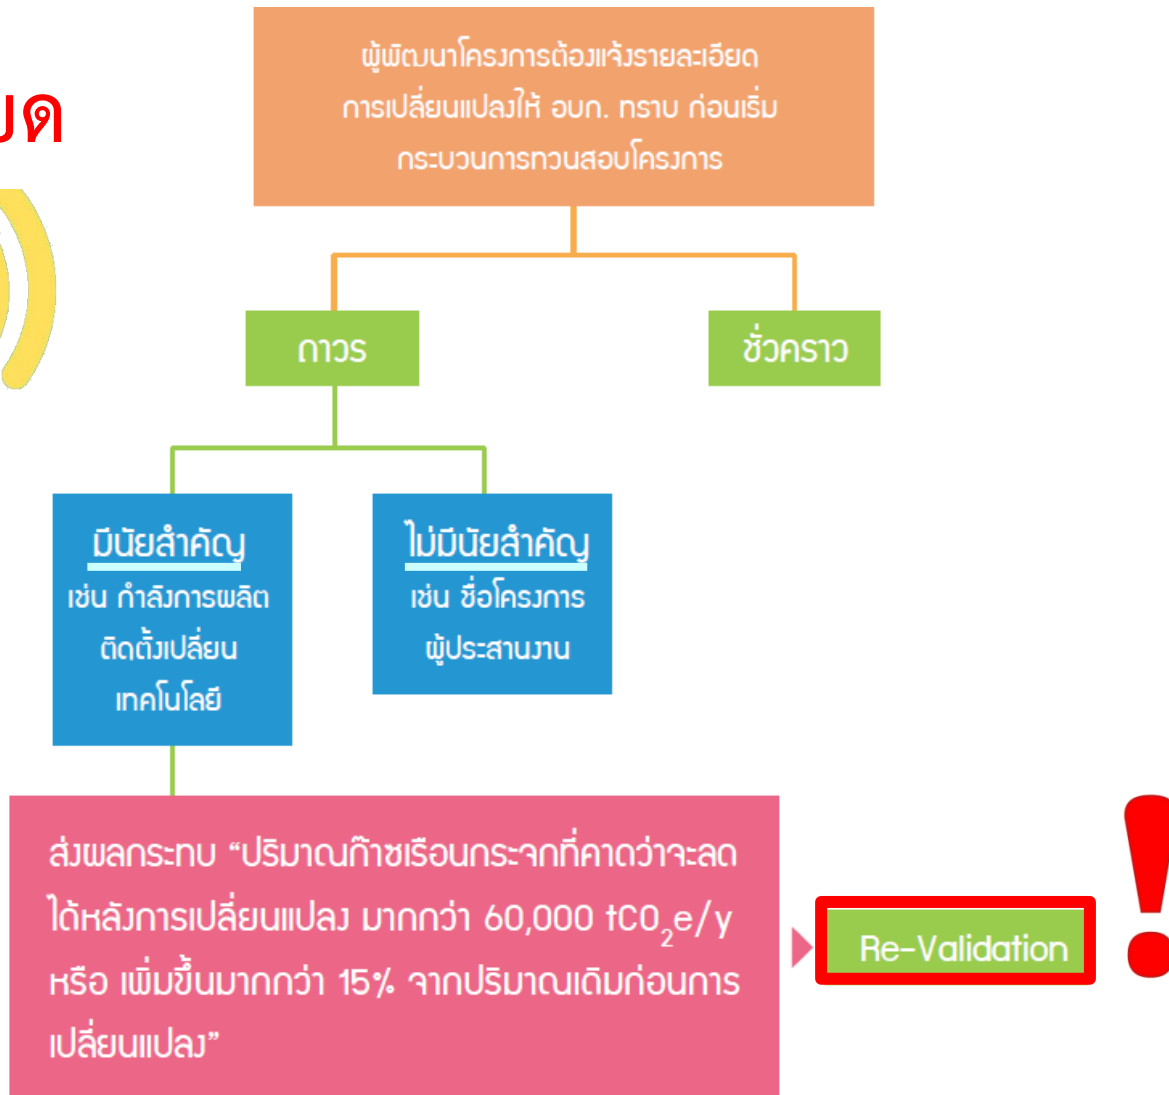 ผู้พัฒนาโครงการต้องแจ้งรายละเอียด
การเปลี่ยนแปลงให้ อบก. ทราบ ก่อนเริ่ม
กระบวนการทวนสอบโครงการ
ถาวร
ชั่วคราว
มีนัยสำคัญ
เช่น กำลังการผลิต
ติดตั้งเปลี่ยน
เทคโนโลยี
ไม่มีนัยสำคัญ
เช่น ชื่อโครงการ
ผู้ประสานงาน
ส่งผลกระทบ “ปริมาณก๊าซเรือนกระจกที่คาดว่าจะลด
ได้หลังการเปลี่ยนแปลง มากกว่า 60,000 tCO₂e/y
หรือ เพิ่มขึ้นมากกว่า 15% จากปริมาณเดิมก่อนการ
เปลี่ยนแปลง”
Re-Validation
!